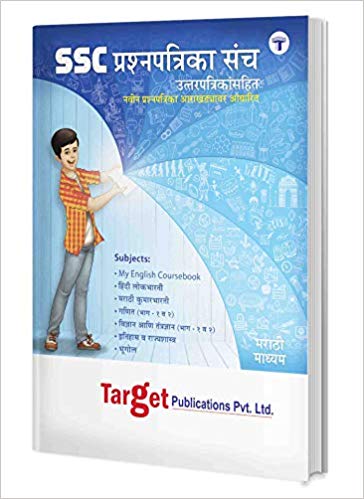 SSC प्रश्नपत्रिका संच
उत्तरपत्रिकांसहित
नवीन प्रश्नपत्रिका आराखड्यावर आधारित
Subjects:
• My English Coursebook
• हिंदी लोकभारती
• मराठी कुमारभारती
• गणित (भाग - १ व २)
• विज्ञान आणि तंत्रज्ञान (भाग - १ व २)
• इतिहास व राज्यशास्त्र
• भूगोल
मराठी
माध्यम
Target Publications Pvt. Ltd.